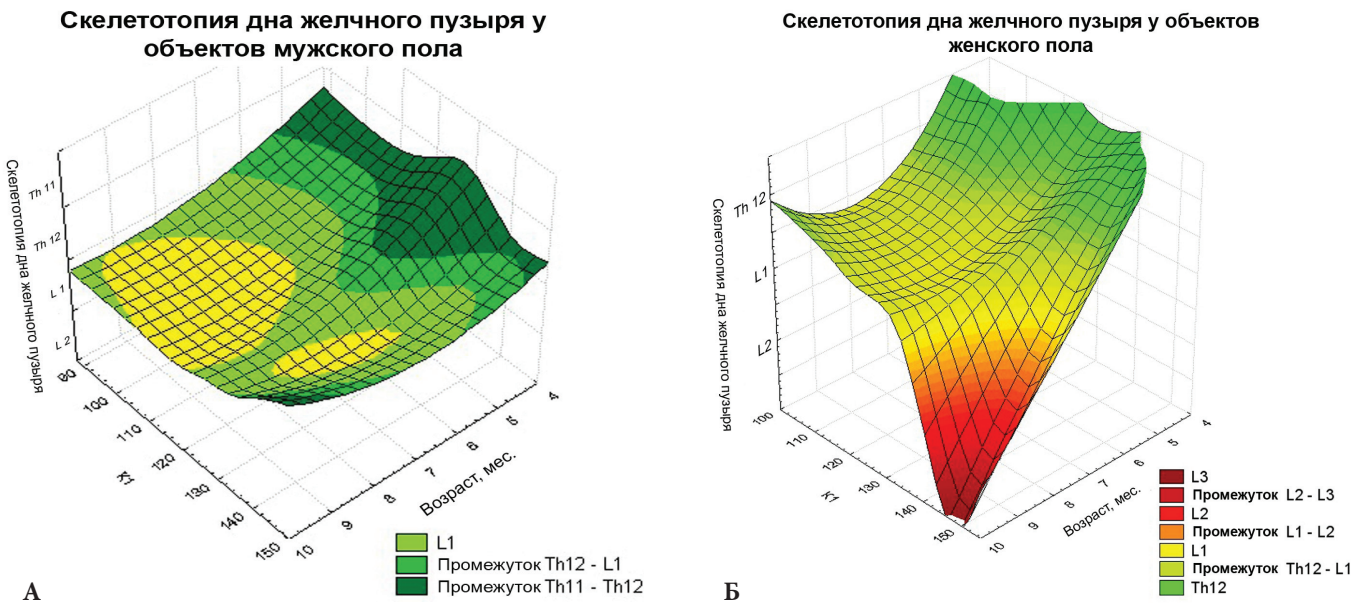 Скелетотопия дна желчного пузыря у
объектов мужского пола
Скелетотопия дна желчного пузыря
Th 11
Th 12
L 1
L 2
90
100
110
120
130
140
150
К1
10
9
8
7
6
5
4
Возраст, мес.
L1
Промежуток Th12 - L1
Промежуток Th11 - Th12
А
Скелетотопия дна желчного пузыря у объектов
женского пола
Скелетотопия дна желчного пузыря
Th 12
L1
L2
100
110
120
130
140
150
К1
10
9
8
7
6
5
4
Возраст, мес.
L3
Промежуток L2 - L3
L2
Промежуток L1 - L2
L1
Промежуток Th12 - L1
Th12
Б